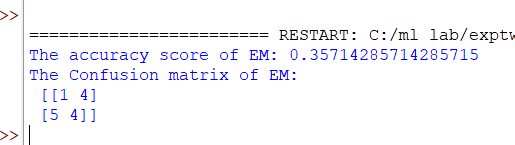 >>
======================== RESTART: C:/ml lab/exptw
The accuracy score of EM: 0.35714285714285715
The Confusion matrix of EM:
[[1 4]
[5 4]]
>>